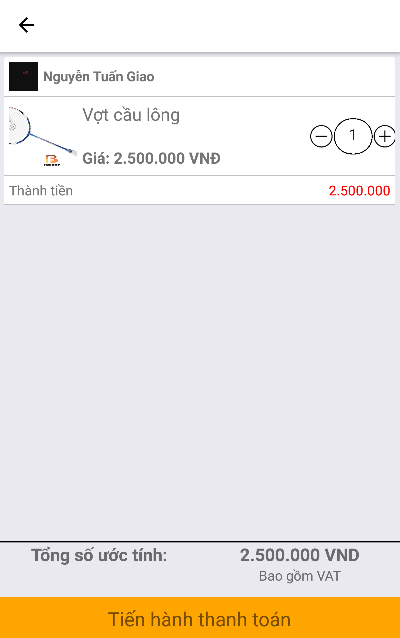 Nguyễn Tuấn Giao
Vợt cầu lông
1
Giá: 2.500.000 VNĐ
Thành tiền
2.500.000
Tổng số ước tính:
2.500.000 VND
Bao gồm VAT
Tiến hành thanh toán